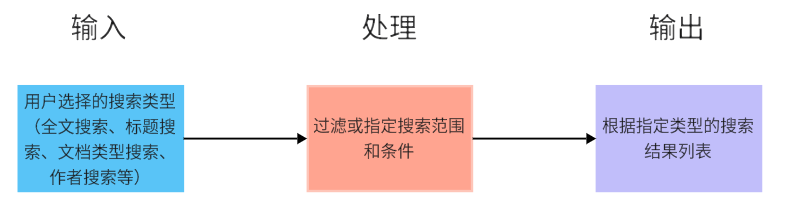 输入
处理
输出
用户选择的搜索类型
（全文搜索、标题搜
索、文档类型搜索、
作者搜索等）
过滤或指定搜索范围
和条件
根据指定类型的搜索
结果列表